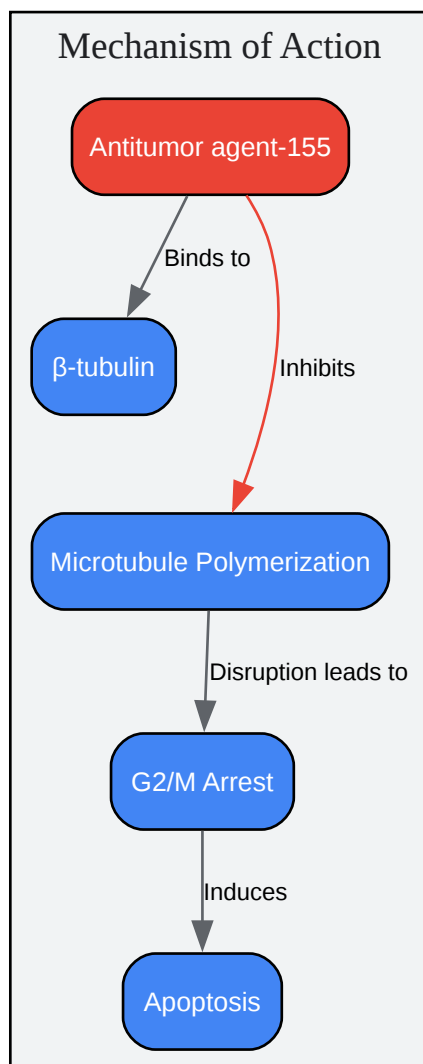 Mechanism of Action
Antitumor agent-155
Binds to
β-tubulin
Inhibits
Microtubule Polymerization
Disruption leads to
G2/M Arrest
Induces
Apoptosis